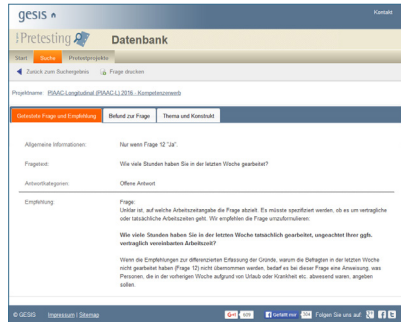 gesis
Kontakt
Pretesting
Datenbank
Start Suche Pretestprojekte
Zurück zum Suchergebnis Frage drucken
Projektname: PIAAC-Longitudinal (PIAAC-L) 2016 - Kompetenzerwerb
Getestete Frage und Empfehlung Befund zur Frage Thema und Konstrukt
Allgemeine Informationen: Nur wenn Frage 12 "Ja".
Fragetext: Wie viele Stunden haben Sie in der letzten Woche gearbeitet?
Antwortkategorien: Offene Antwort
Empfehlung: Frage:
Unklar ist, auf welche Arbeitszeitangabe die Frage abzielt. Es müsste spezifiziert werden, ob es um vertragliche
oder tatsächliche Arbeitszeiten geht. Wir empfehlen die Frage umzuformulieren:
Wie viele Stunden haben Sie in der letzten Woche tatsächlich gearbeitet, ungeachtet Ihrer ggfs.
vertraglich vereinbarten Arbeitszeit?
Wenn die Empfehlungen zur differenzierten Erfassung der Gründe, warum die Befragten in der letzten Woche
nicht gearbeitet haben (Frage 12) nicht übernommen werden, bedarf es bei dieser Frage eine Anweisung, was
Personen, die in der vorherigen Woche aufgrund von Urlaub oder Krankheit etc. abwesend waren, angeben
sollen.
© GESIS Impressum | Sitemap
Gefällt mir Folgen Sie uns auf: